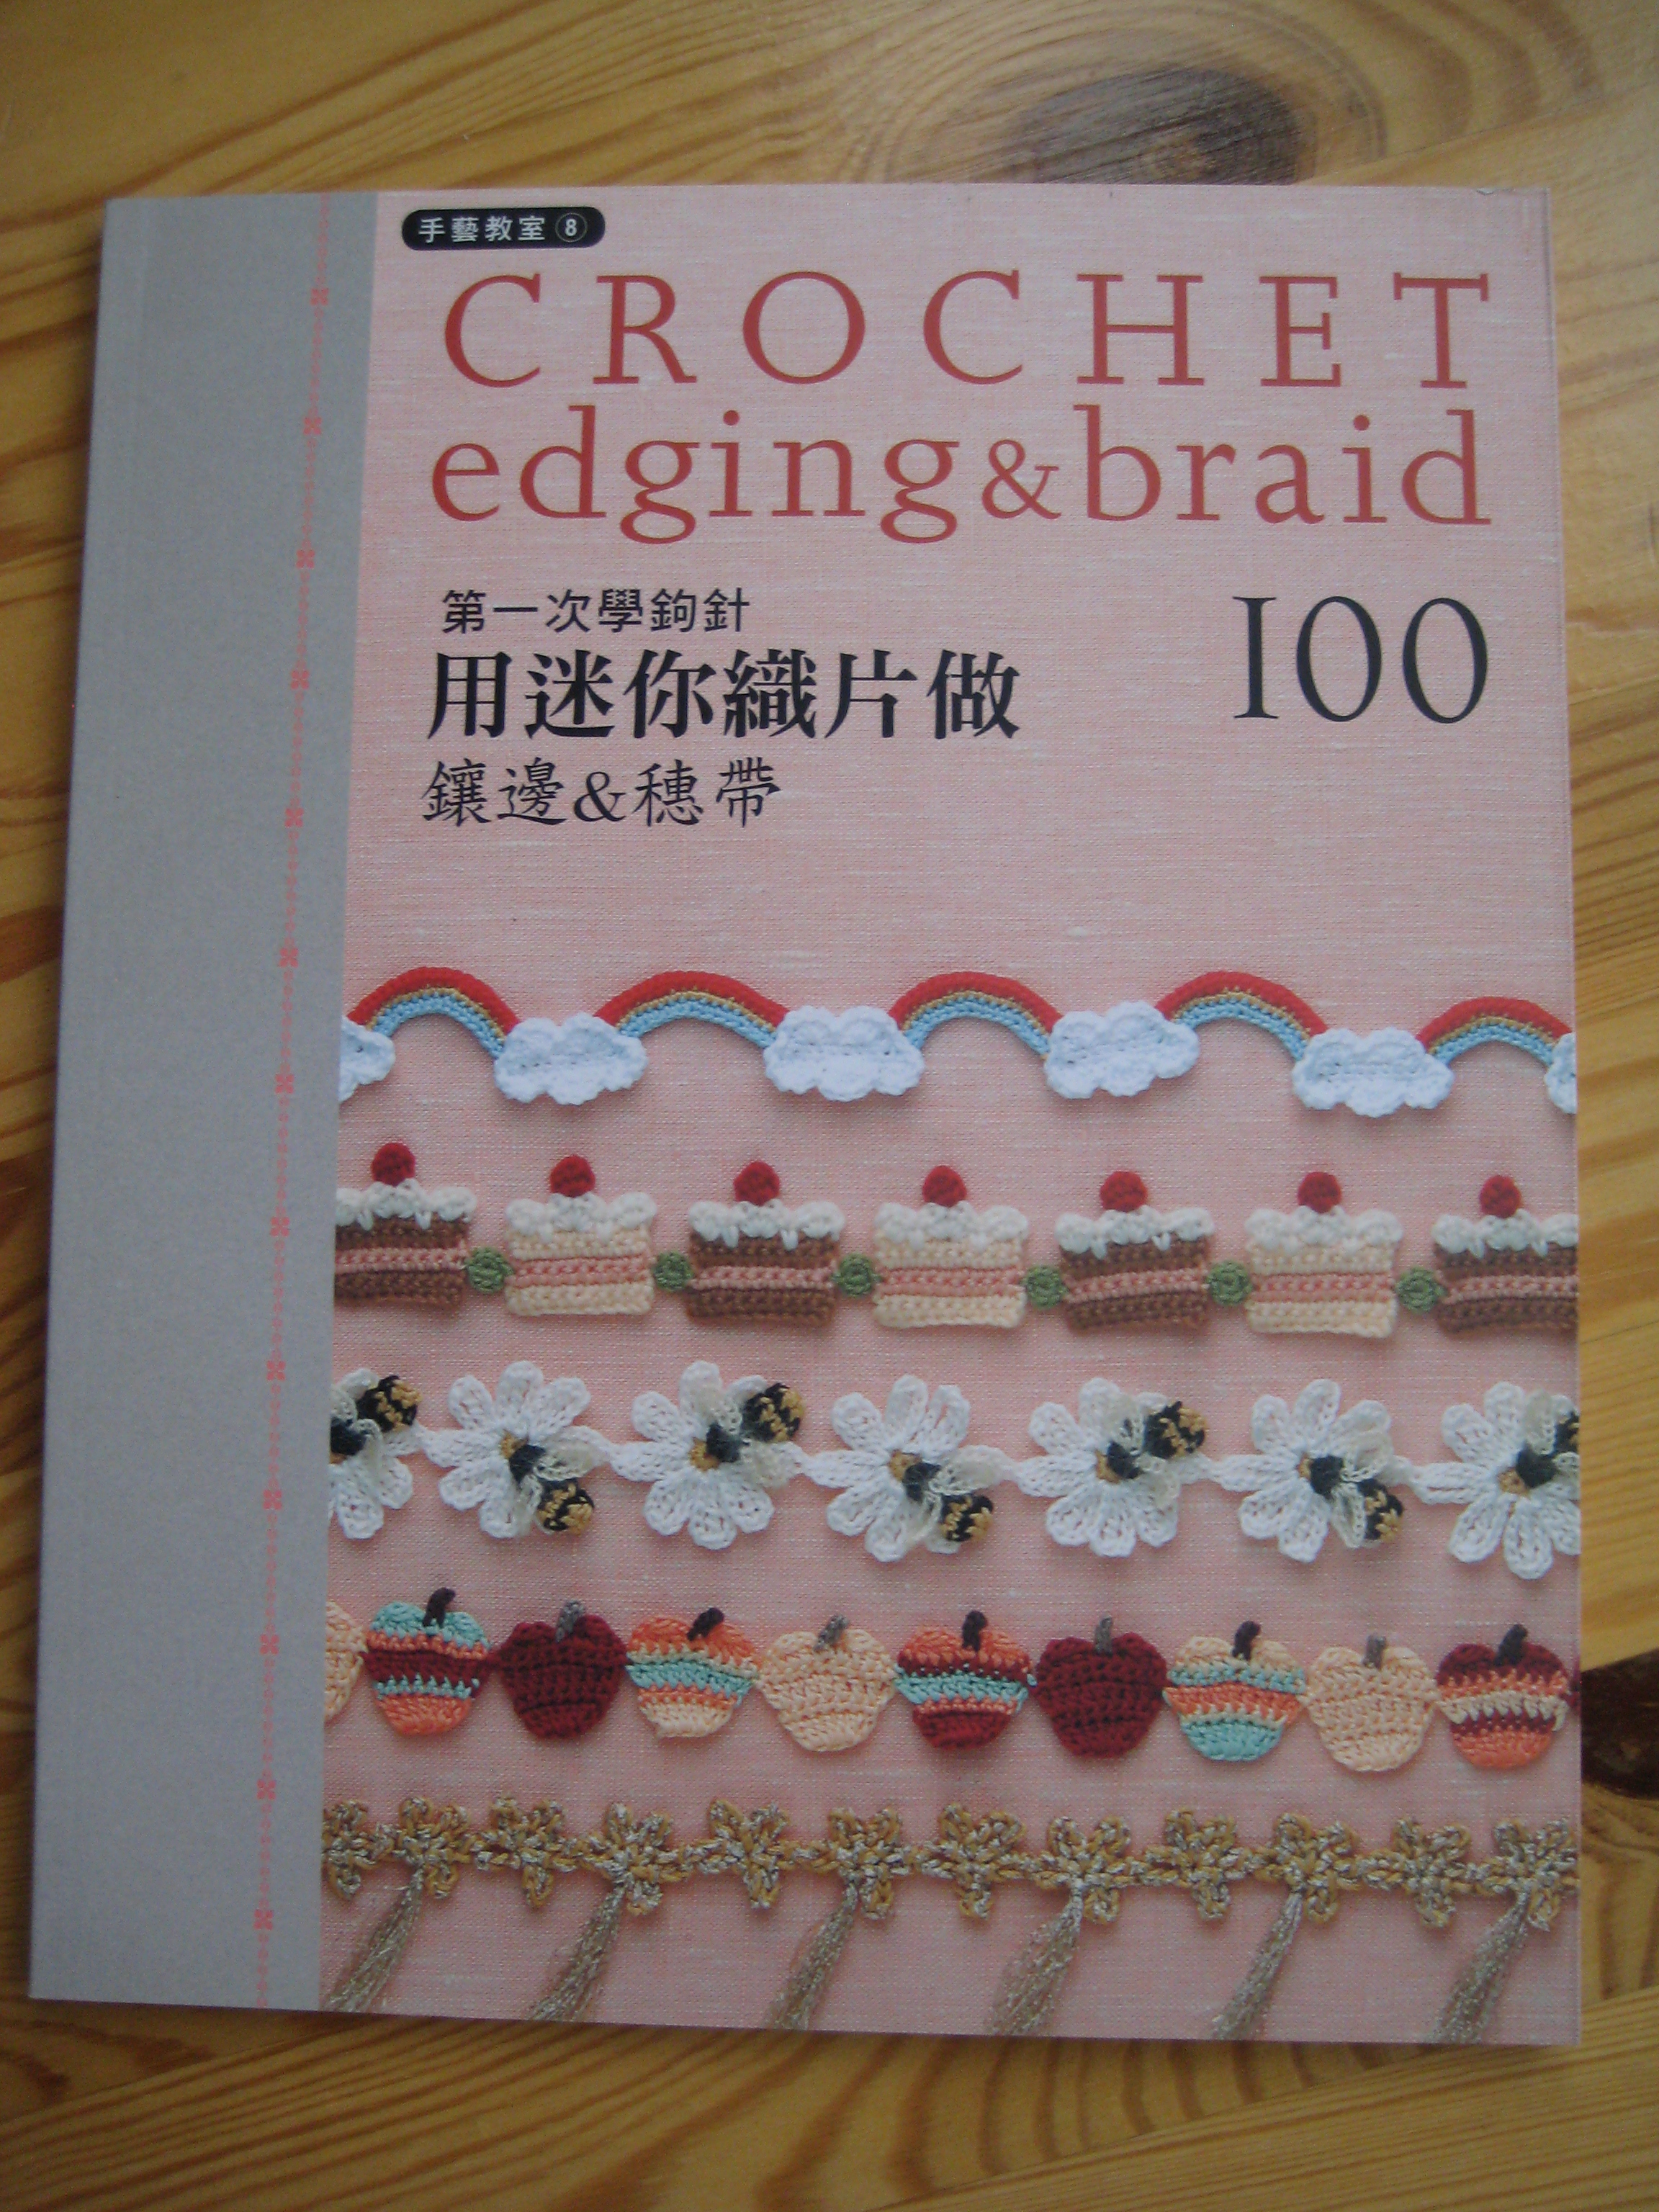 手藝教室⑧
CROCHET
edging&braid
第一次學鉤針
用迷你織片做
鑲邊&穗帶
100